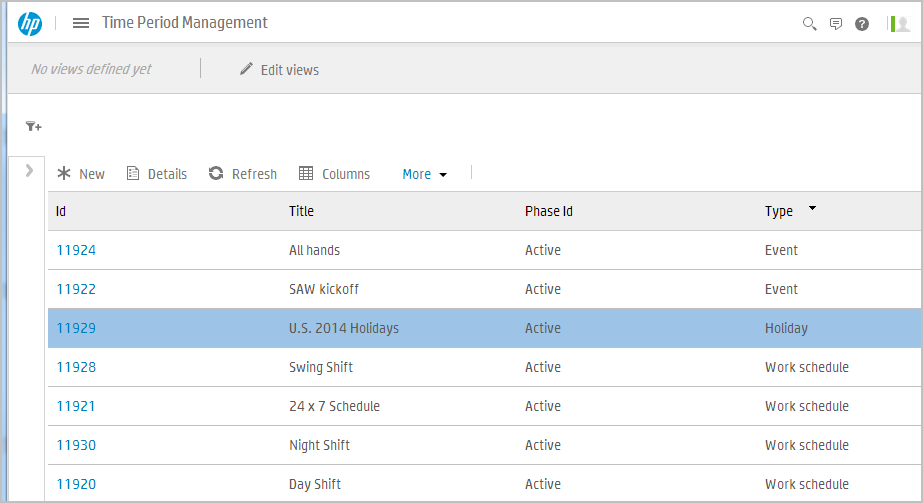 hp Time Period Management ?
No views defined yet Edit views
New Details Refresh Columns More
Id Title Phase Id Type
11924 All hands Active Event
11922 SAW kickoff Active Event
11929 U.S. 2014 Holidays Active Holiday
11928 Swing Shift Active Work schedule
11921 24 x 7 Schedule Active Work schedule
11930 Night Shift Active Work schedule
11920 Day Shift Active Work schedule